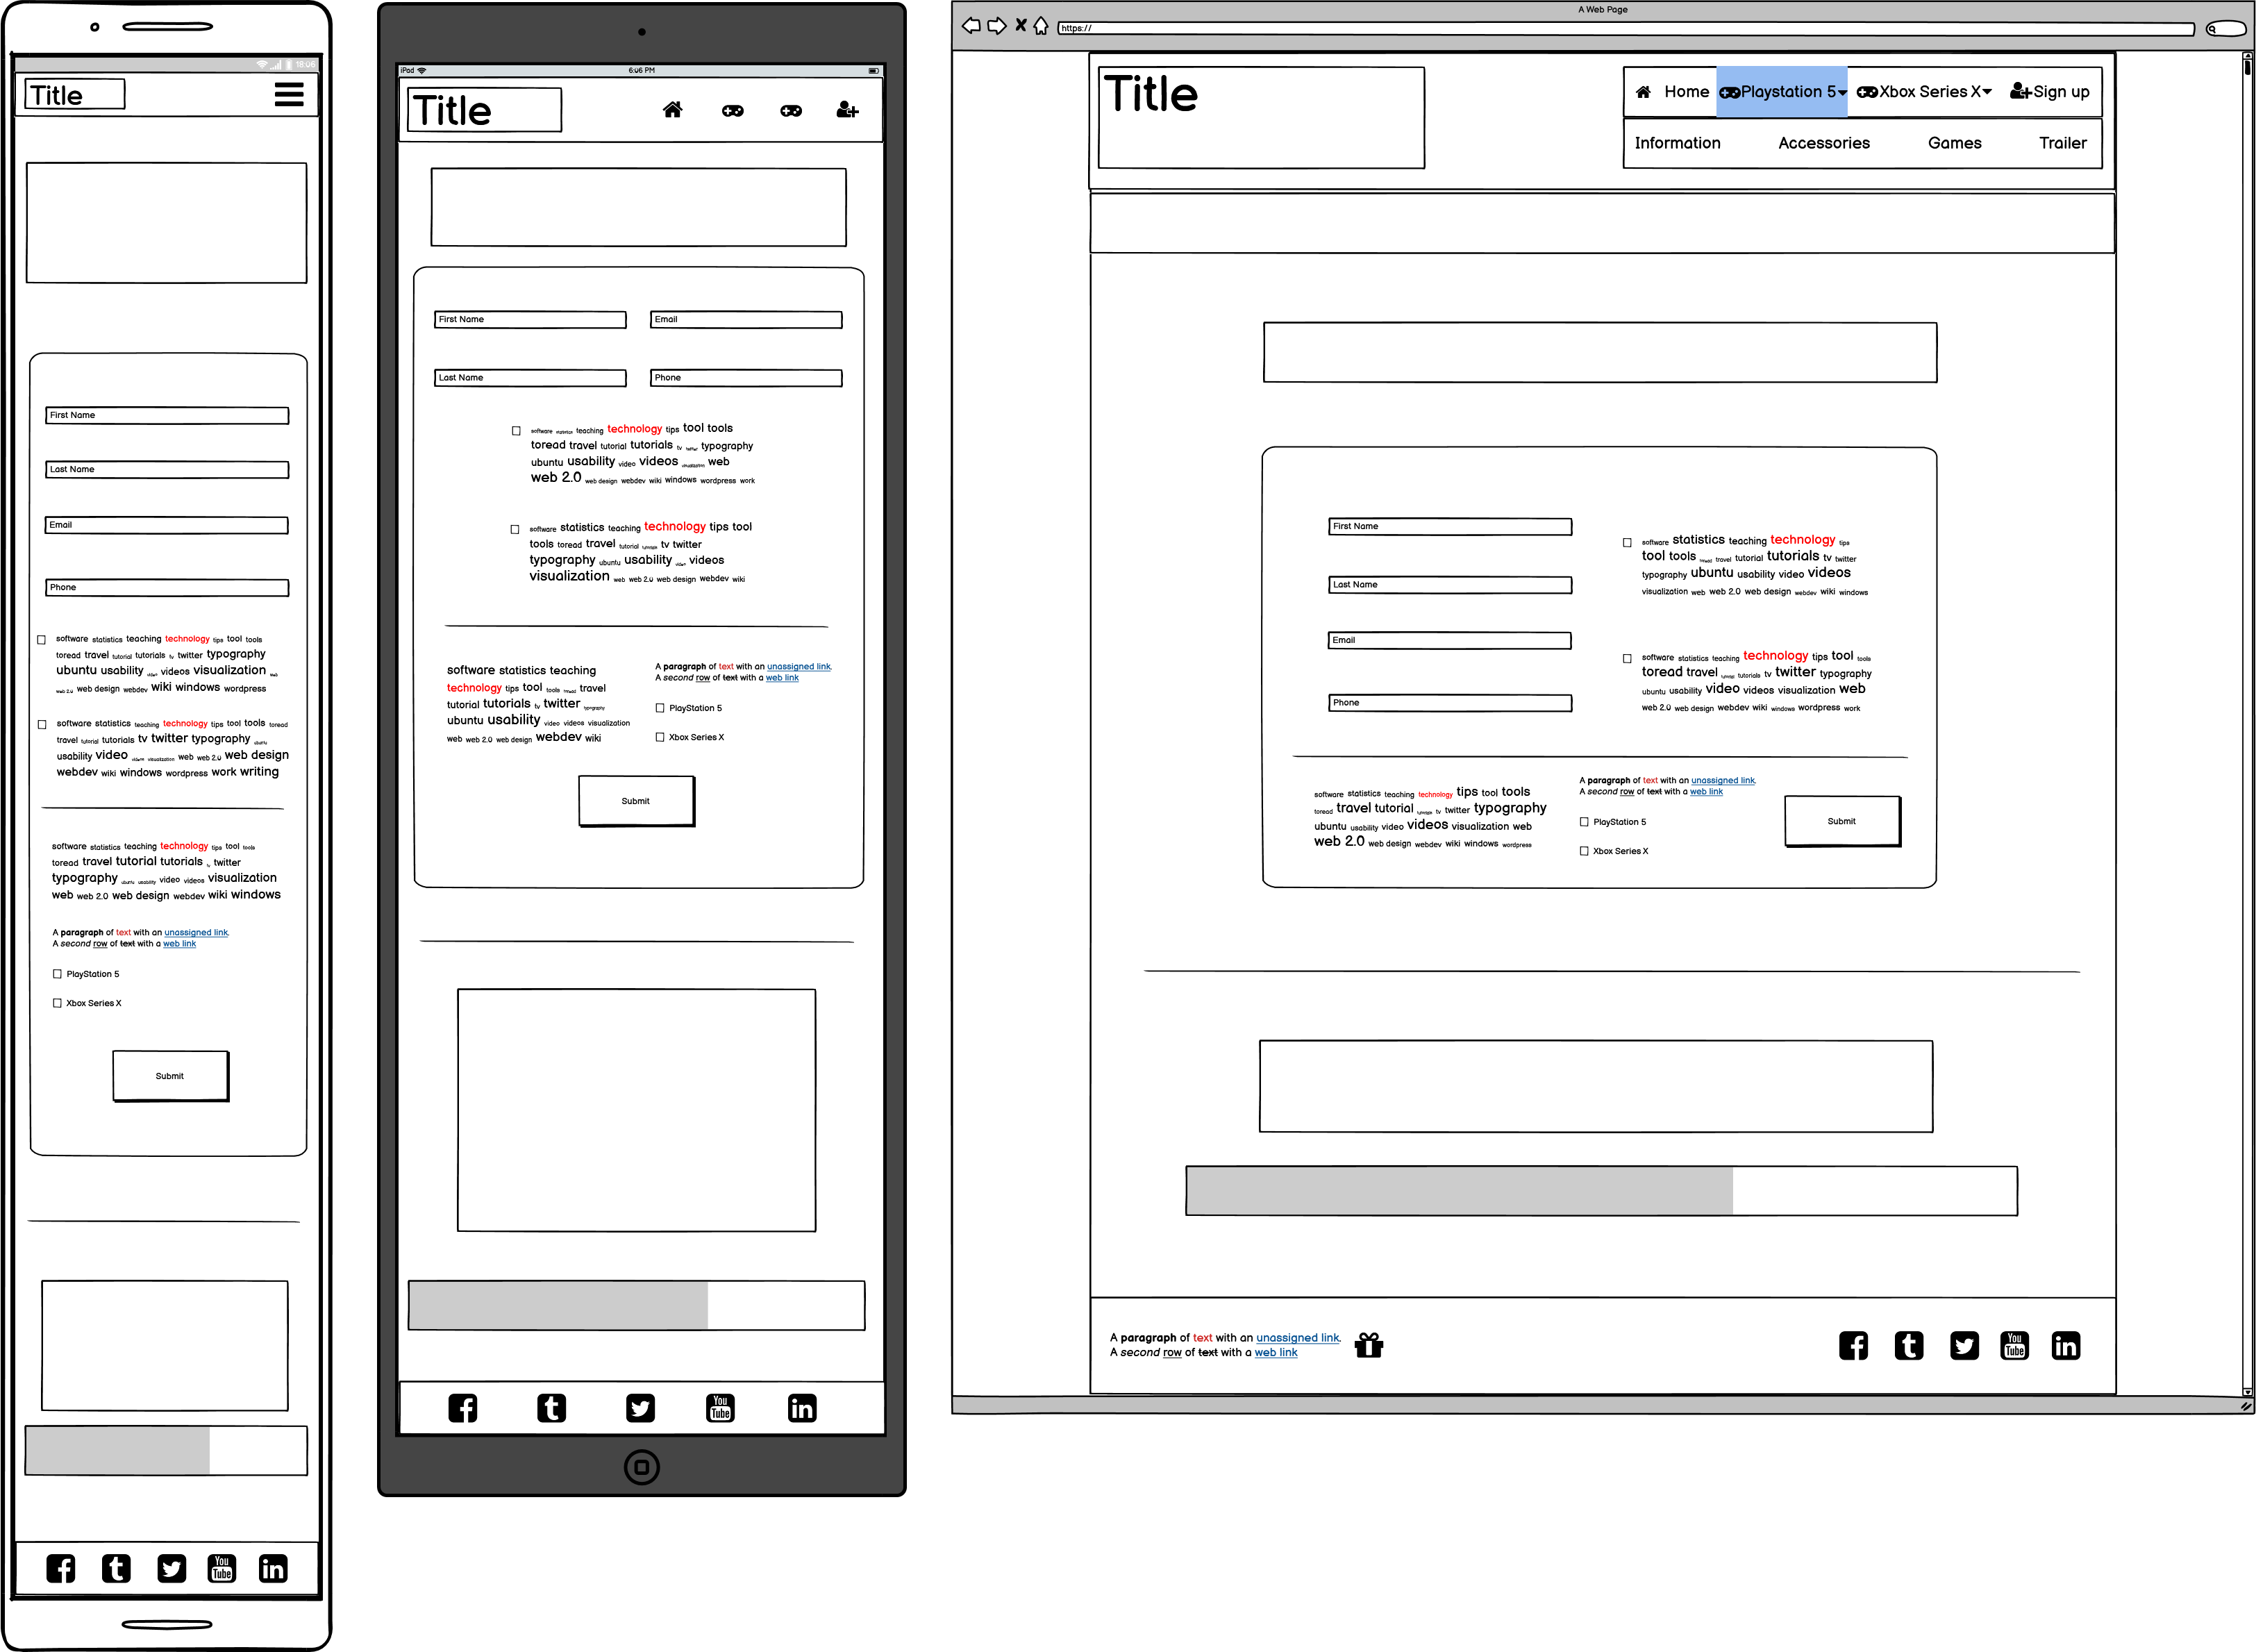 18:06
Title
First Name
Last Name
Email
Phone
software statistics teaching technology tips tool tools
toread travel tutorial tutorials tv twitter typography
ubuntu usability video videos visualization web
web 2.0 web design webdev wiki windows wordpress
software statistics teaching technology tips tool tools toread
travel tutorial tutorials tv twitter typography ubuntu
usability video videos visualization web web 2.0 web design
webdev wiki windows wordpress work writing
software statistics teaching technology tips tool tools
toread travel tutorial tutorials tv twitter
typography ubuntu usability video videos visualization
web web 2.0 web design webdev wiki windows
A paragraph of text with an unassigned link.
A second row of text with a web link
PlayStation 5
Xbox Series X
Submit
You
Tube
iPad
6:06 PM
Title
First Name
Email
Last Name
Phone
software statistics teaching technology tips tool tools
toread travel tutorial tutorials tv twitter typography
ubuntu usability video videos visualization web
web 2.0 web design webdev wiki windows wordpress work
software statistics teaching technology tips tool
tools toread travel tutorial tutorials tv twitter
typography ubuntu usability video videos
visualization web web 2.0 web design webdev wiki
software statistics teaching
technology tips tool tools toread travel
tutorial tutorials tv twitter typography
ubuntu usability video videos visualization
web web 2.0 web design webdev wiki
A paragraph of text with an unassigned link.
A second row of text with a web link
PlayStation 5
Xbox Series X
Submit
You
Tube
A Web Page
https://
Title
Home Playstation 5 Xbox Series X Sign up
Information Accessories Games Trailer
First Name
Last Name
Email
Phone
software statistics teaching technology tips
tool tools toread travel tutorial tutorials tv twitter
typography ubuntu usability video videos
visualization web web 2.0 web design webdev wiki windows
software statistics teaching technology tips tool tools
toread travel tutorial tutorials tv twitter typography
ubuntu usability video videos visualization web
web 2.0 web design webdev wiki windows wordpress work
software statistics teaching technology tips tool tools
toread travel tutorial tutorials tv twitter typography
ubuntu usability video videos visualization web
web 2.0 web design webdev wiki windows wordpress
A paragraph of text with an unassigned link.
A second row of text with a web link
PlayStation 5
Xbox Series X
Submit
A paragraph of text with an unassigned link.
A second row of text with a web link
You
Tube